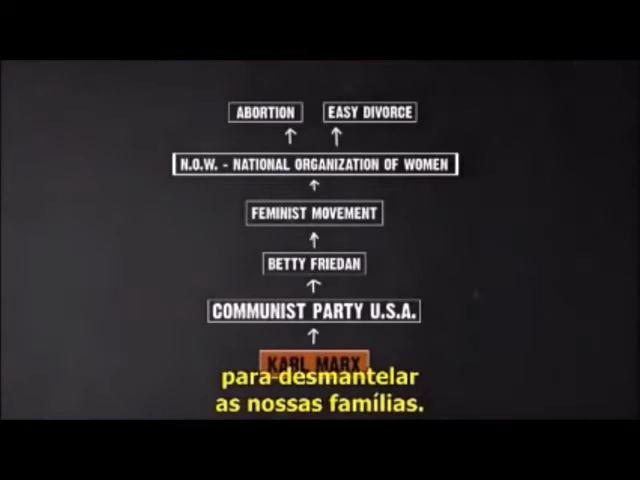 ABORTION EASY DIVORCE
N.O.W. - NATIONAL ORGANIZATION OF WOMEN
FEMINIST MOVEMENT
BETTY FRIEDAN
COMMUNIST PARTY U.S.A.
KARL MARX
para desmantelar
as nossas famílias.